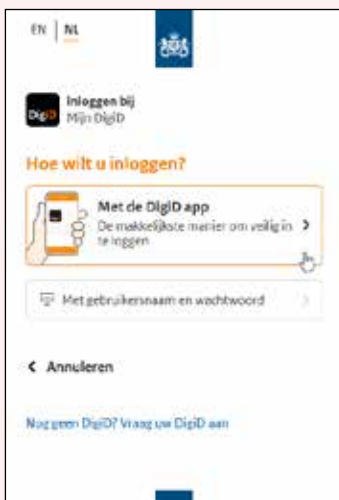 EN | NL
DigiD
Inloggen bij
Mijn DigiD
Hoe wilt u inloggen?
Met de DigiD app
De makkelijkste manier om veilig in
te loggen
Met gebruikersnaam en wachtwoord
Annuleren
Nog geen DigiD? Vraag uw DigiD aan